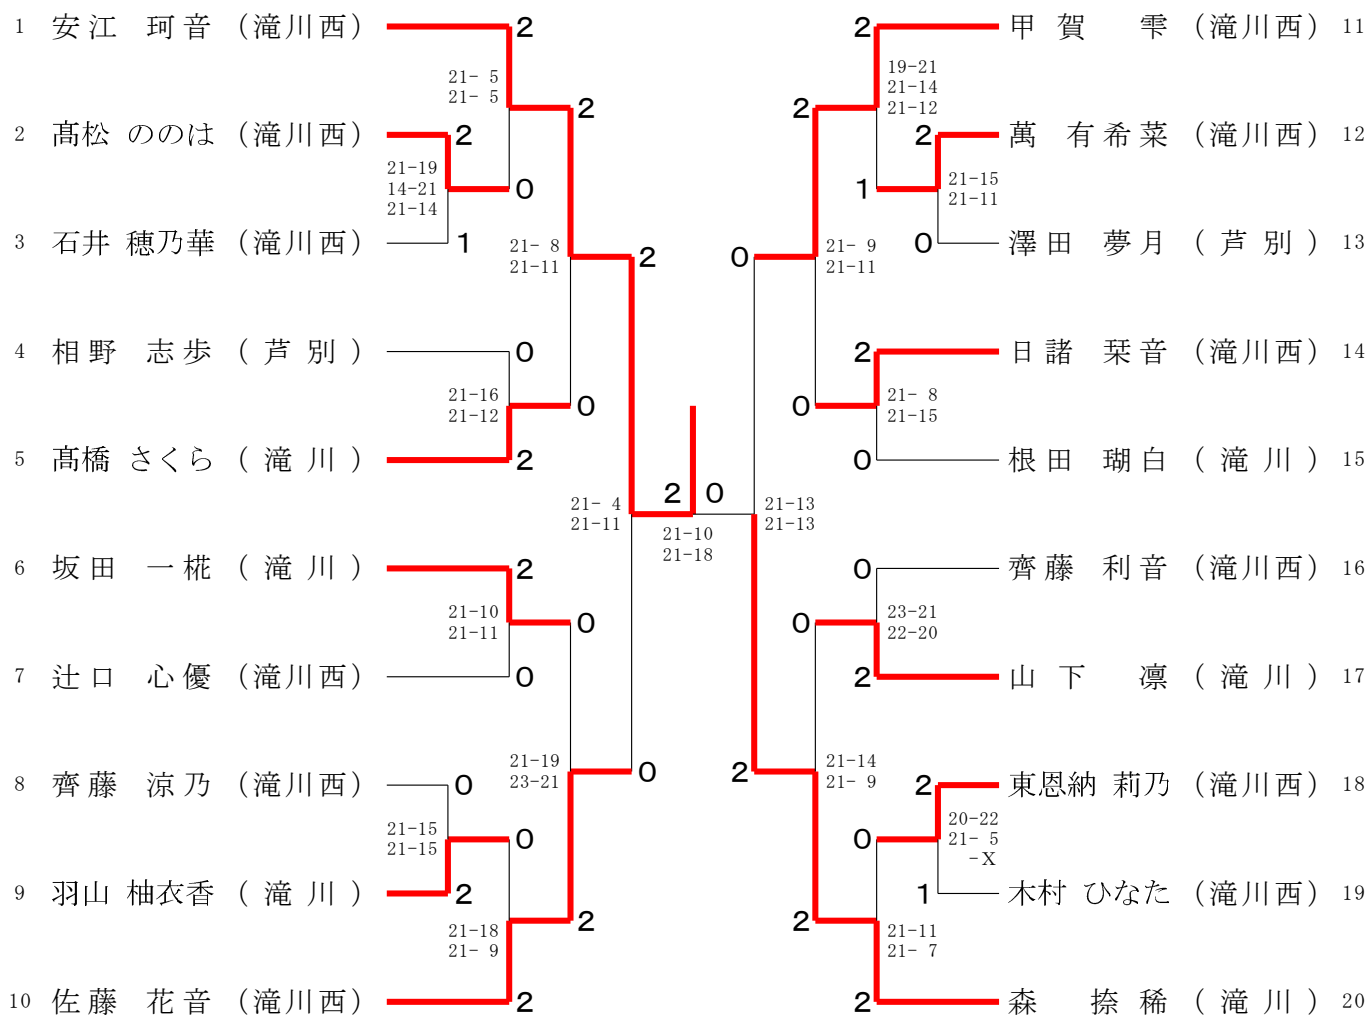 1 安江 珂音 (滝川西) 2
2 甲賀 雫 (滝川西) 11
21- 5
21- 5
2
2
19-21
21-14
21-12
2 髙松 ののは (滝川西) 2
2 萬 有希菜 (滝川西) 12
21-19
14-21
21-14
0
1
21-15
21-11
3 石井 穂乃華 (滝川西) 1
0 澤田 夢月 (芦別) 13
21- 8
21-11
2
0
21- 9
21-11
4 相野 志歩 (芦別) 0
2 日諸 栞音 (滝川西) 14
21-16
21-12
0
0
21- 8
21-15
5 髙橋 さくら (滝川) 2
0 根田 瑚白 (滝川) 15
21- 4
21-11
2 0
21-10
21-18
21-13
21-13
6 坂田 一椛 (滝川) 2
0 齊藤 利音 (滝川西) 16
21-10
21-11
0
0
23-21
22-20
7 辻口 心優 (滝川西) 0
2 山下 凛 (滝川) 17
21-19
23-21
0
2
21-14
21- 9
8 齊藤 涼乃 (滝川西) 0
2 東恩納 莉乃 (滝川西) 18
21-15
21-15
0
0
20-22
21- 5
-X
9 羽山 柚衣香 (滝川) 2
1 木村 ひなた (滝川西) 19
21-18
21- 9
2
2
21-11
21- 7
10 佐藤 花音 (滝川西) 2
2 森 捺稀 (滝川) 20